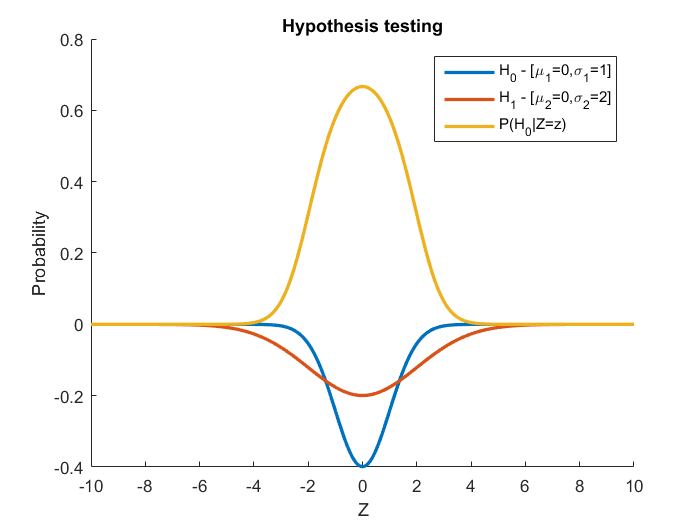 Hypothesis testing
H₀ - [μ₁=0,σ₁=1]
H₁ - [μ₂=0,σ₂=2]
P(H₀|Z=z)
Probability
0.8
0.6
0.4
0.2
0
-0.2
-0.4
-10 -8 -6 -4 -2 0 2 4 6 8 10
Z